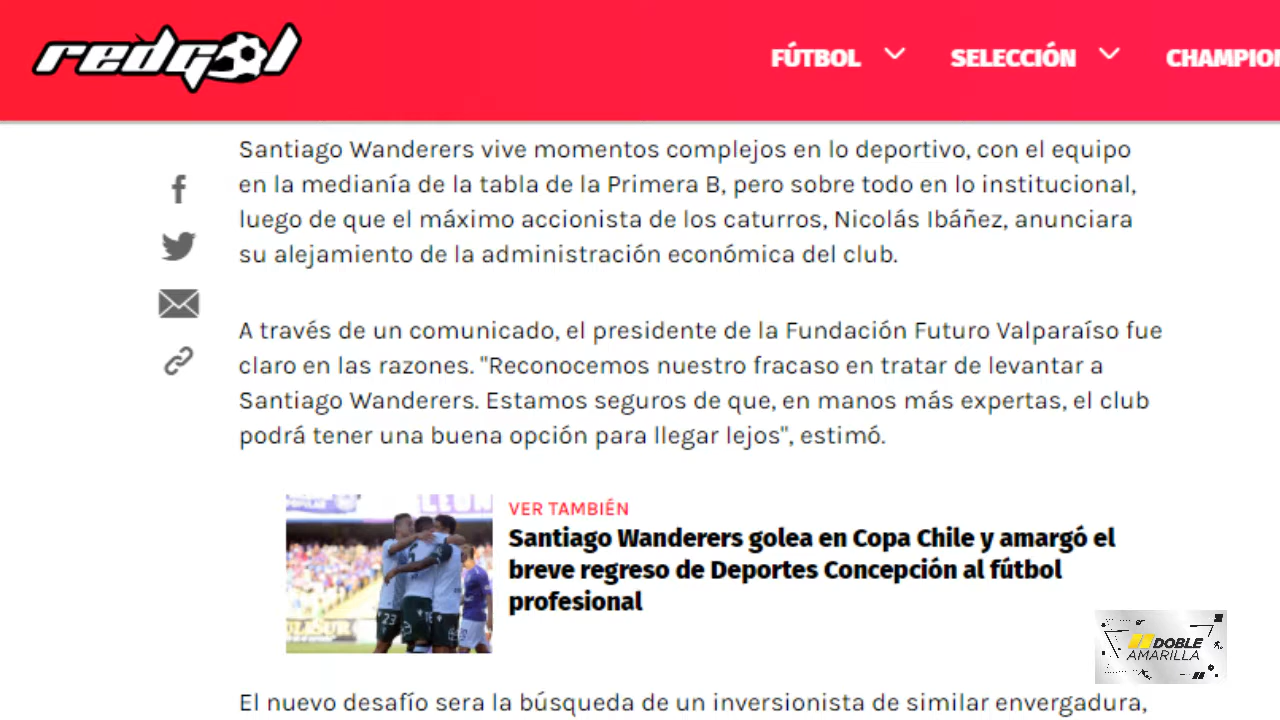 redgol
FÚTBOL
SELECCIÓN
CHAMPION
Santiago Wanderers vive momentos complejos en lo deportivo, con el equipo
en la medianía de la tabla de la Primera B, pero sobre todo en lo institucional,
luego de que el máximo accionista de los caturros, Nicolás Ibáñez, anunciara
su alejamiento de la administración económica del club.
A través de un comunicado, el presidente de la Fundación Futuro Valparaíso fue
claro en las razones. "Reconocemos nuestro fracaso en tratar de levantar a
Santiago Wanderers. Estamos seguros de que, en manos más expertas, el club
podrá tener una buena opción para llegar lejos", estimó.
VER TAMBIÉN
Santiago Wanderers golea en Copa Chile y amargó el
breve regreso de Deportes Concepción al fútbol
profesional
23
DOBLE
AMARILLA
El nuevo desafío sera la búsqueda de un inversionista de similar envergadura,